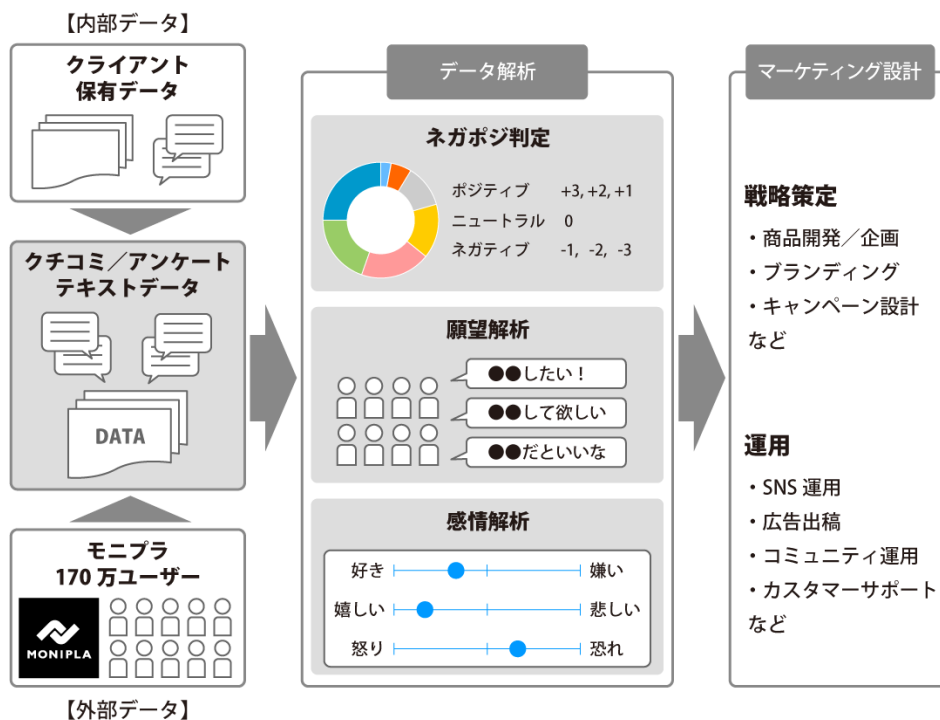 【内部データ】
クライアント
保有データ
クチコミ／アンケート
テキストデータ
DATA
モニプラ
170 万ユーザー
MONIPLA
【外部データ】
データ解析
ネガポジ判定
ポジティブ +3, +2, +1
ニュートラル 0
ネガティブ -1, -2, -3
願望解析
●●したい！
●●して欲しい
●●だといいな
感情解析
好き 嫌い
嬉しい 悲しい
怒り 恐れ
マーケティング設計
戦略策定
・商品開発／企画
・ブランディング
・キャンペーン設計
など
運用
・SNS 運用
・広告出稿
・コミュニティ運用
・カスタマーサポート
など